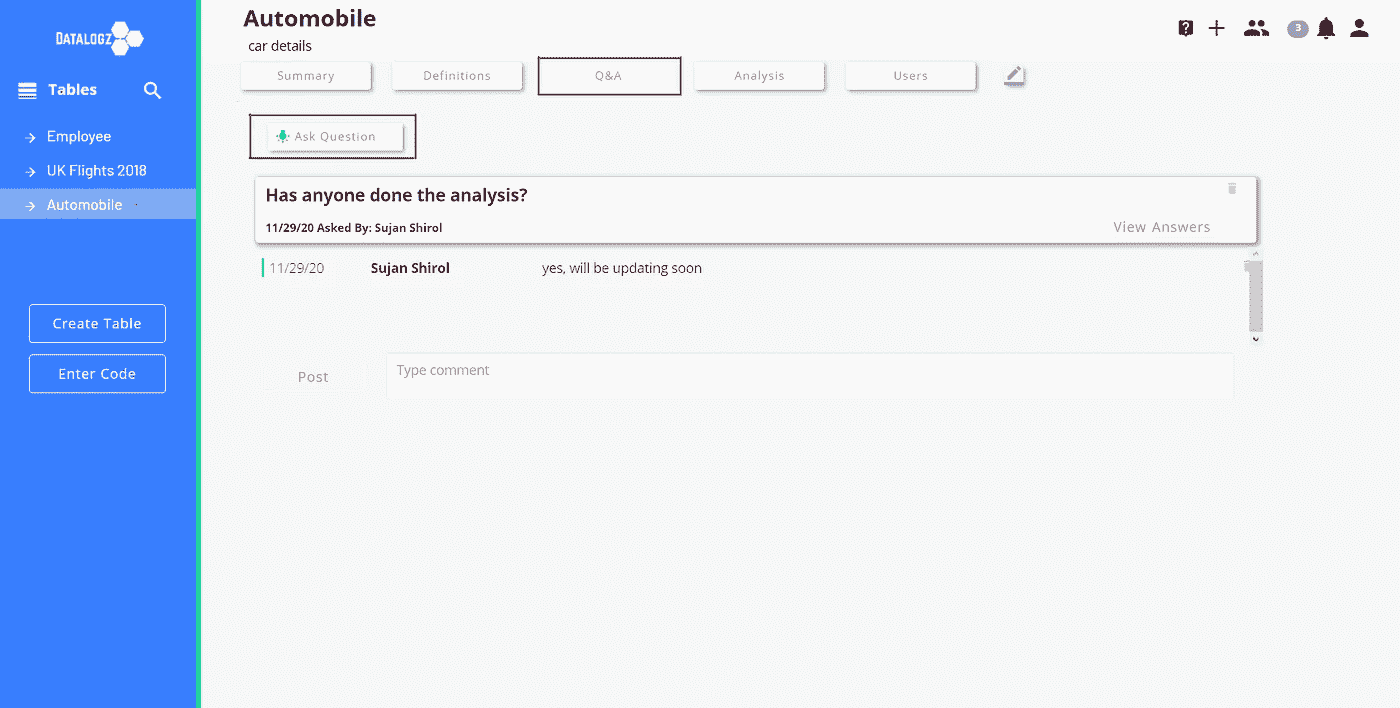 DATALOGZ
Tables
Employee
UK Flights 2018
Automobile
Create Table
Enter Code
Automobile
car details
3
Summary
Definitions
Q&A
Analysis
Users
Ask Question
Has anyone done the analysis?
11/29/20 Asked By: Sujan Shirol
View Answers
11/29/20 Sujan Shirol yes, will be updating soon
Post
Type comment